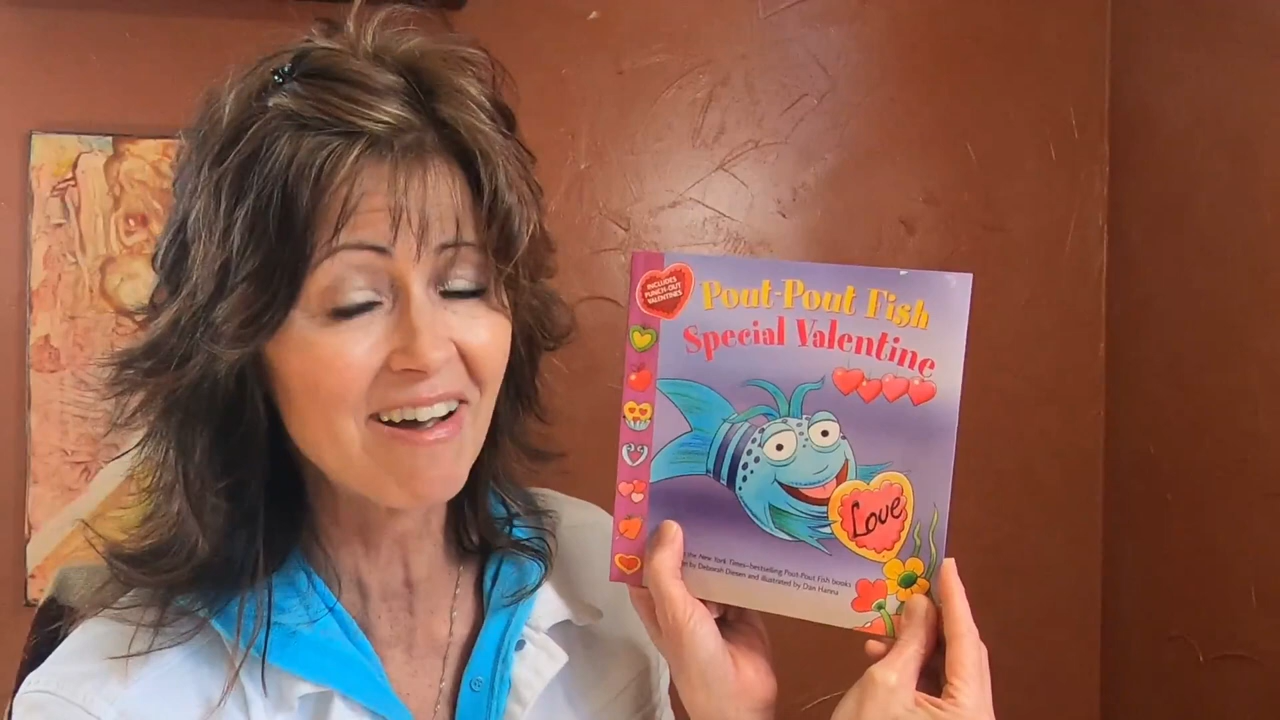 INCLUDES
PUNCH-OUT
VALENTINES
Pout-Pout Fish
Special Valentine
Love
the New York Times-bestselling Pout-Pout Fish books
by Deborah Diesen and illustrated by Dan Hanna